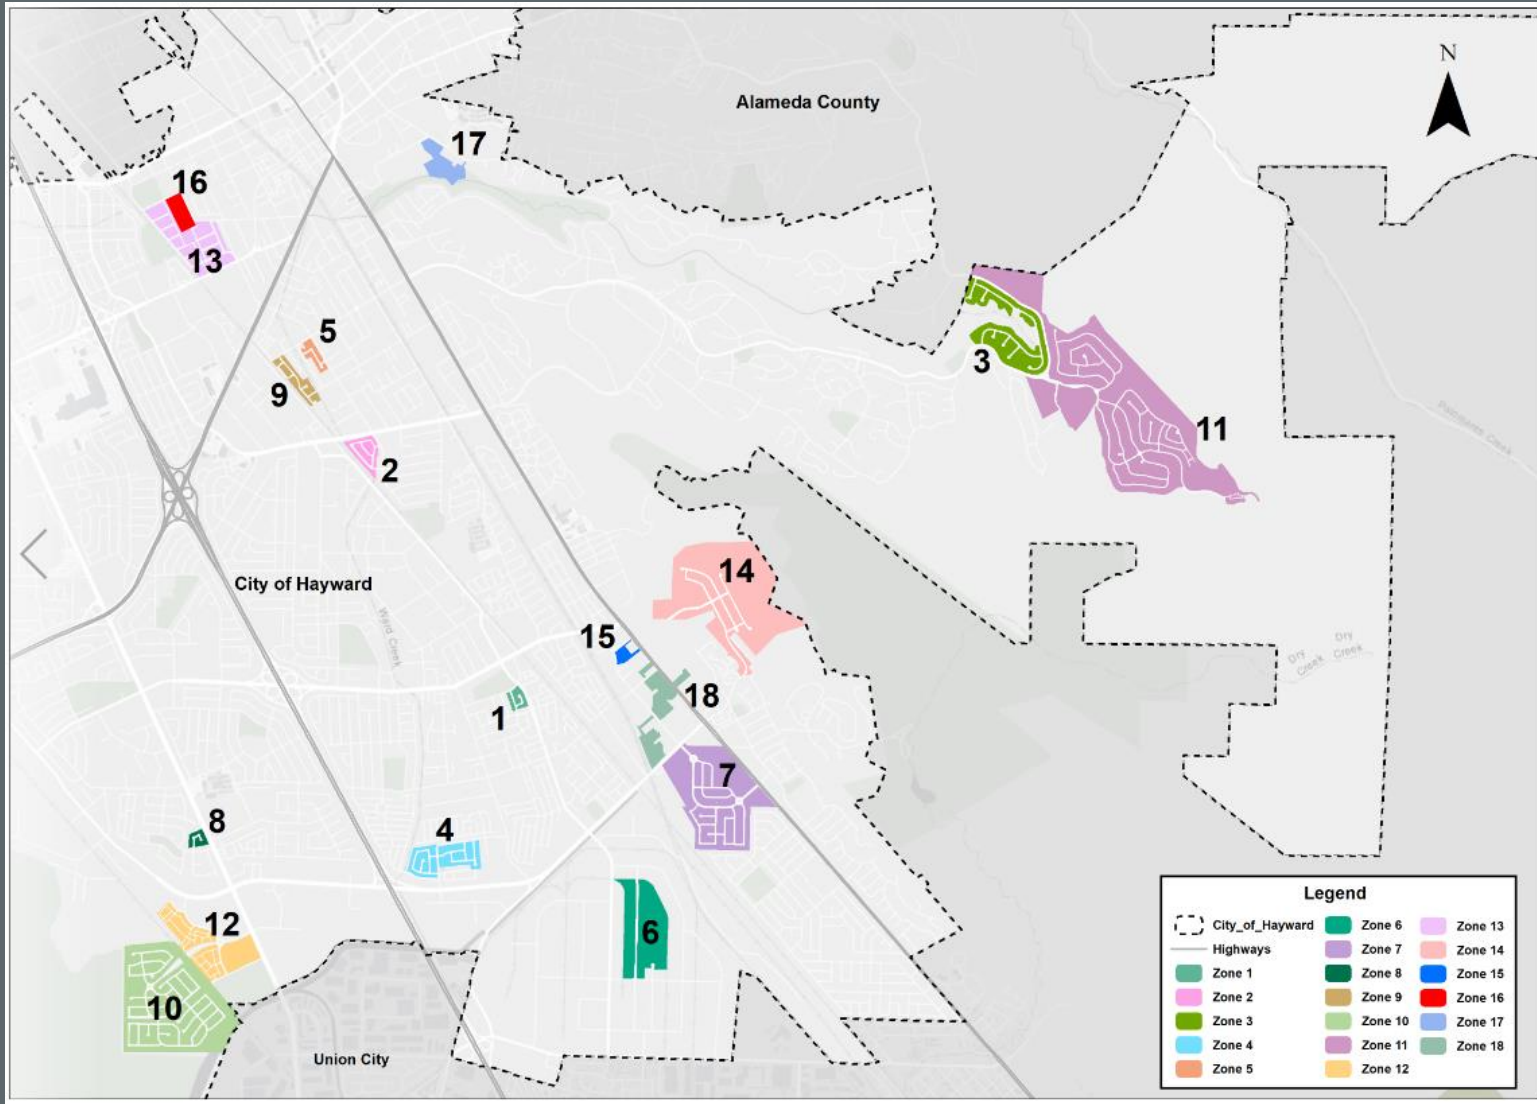 N
Alameda County
17
16
13
5
3
9
11
2
14
City of Hayward
Ward Creek
15
Dry
Creek
Dry
Creek
18
1
7
8
4
12
6
10
Union City
Legend
City_of_Hayward
Highways
Zone 1
Zone 2
Zone 3
Zone 4
Zone 5
Zone 6
Zone 7
Zone 8
Zone 9
Zone 10
Zone 11
Zone 12
Zone 13
Zone 14
Zone 15
Zone 16
Zone 17
Zone 18